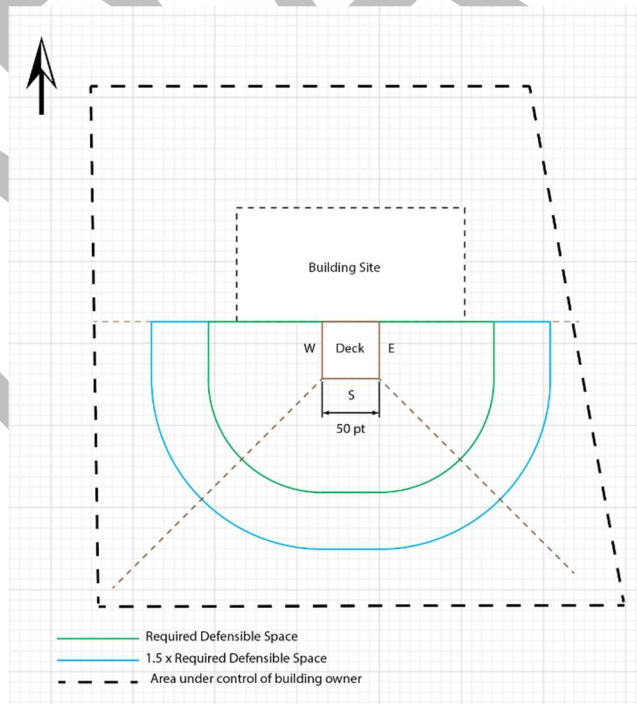 Building Site
W
Deck
E
S
50 pt
Required Defensible Space
1.5 x Required Defensible Space
Area under control of building owner